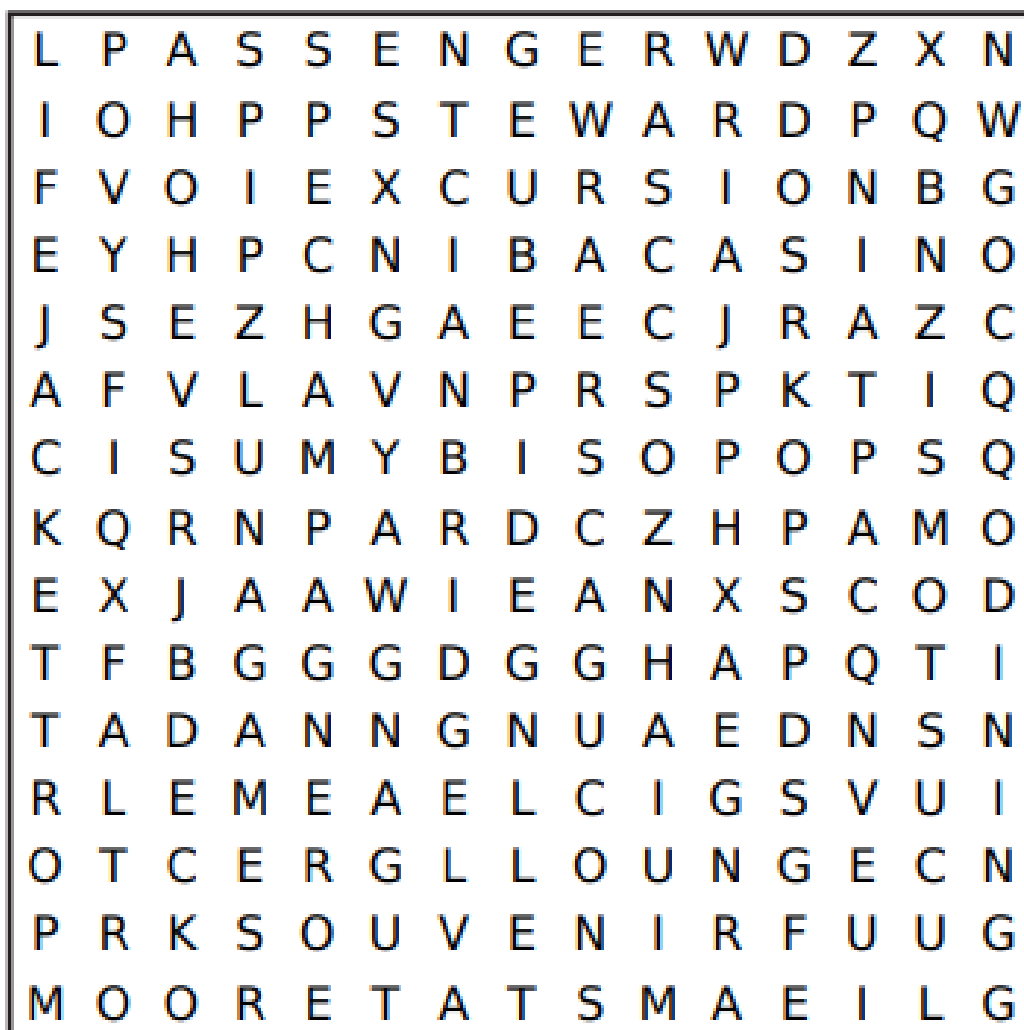 L P A S S E N G E R W D Z X N
I O H P P S T E W A R D P Q W
F V O I E X C U R S I O N B G
E Y H P C N I B A C A S I N O
J S E Z H G A E E C J R A Z C
A F V L A V N P R S P K T I Q
C I S U M Y B I S O P O P S Q
K Q R N P A R D C Z H P A M O
E X J A A W I E A N X S C O D
T F B G G G D G G H A P Q T I
T A D A N N G N U A E D N S N
R L E M E A E L C I G S V U I
O T C E R G L L O U N G E C N
P R K S O U V E N I R F U U G
M O O R E T A T S M A E I L G